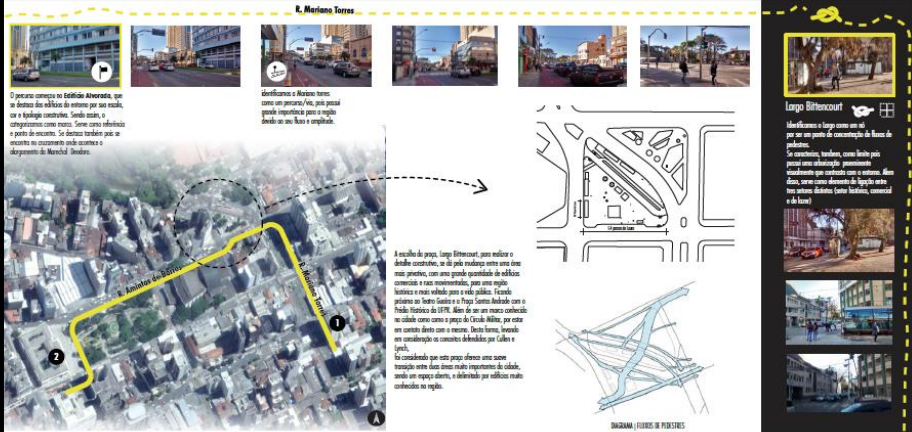 R. Mariano Torres
O percurso começou no Edifício Alvorada, que
se destaca dos edifícios do entorno por sua escala,
cor e tipologia construtiva. Sendo assim, o
categorizamos como marco. Serve como referência
e ponto de encontro. Se destaca também pois se
encontra no cruzamento onde acontece o
alargamento da Marechal Deodoro.
identificamos a Mariano torres
como um percurso/via, pois possui
grande importância para a região
devido ao seu fluxo e amplitude.
Largo Bittencourt
Identificamos o Largo como um nó
por ser um ponto de concentração de fluxos de
pedestres.
Se caracteriza, também, como limite pois
possui uma arborização proeminente
visualmente que contrasta com o entorno. Além
disso, serve como elemento de ligação entre
três setores distintos (setor histórico, comercial
e de lazer)
R. Amintas de Barros
R. Mariano Torres
1
2
A escolha da praça, Largo Bittencourt, para realizar o
detalhe construtivo, se dá pela mudança entre uma área
mais privativa, com uma grande quantidade de edifícios
comerciais e ruas movimentadas, para uma região
histórica e mais voltada para a vida pública. Ficando
próxima ao Teatro Guaíra e a Praça Santos Andrade com o
Prédio Histórico da UFPR. Além de ser um marco conhecido
na cidade como como a praça do Círculo Militar, por estar
em contato direto com o mesmo. Desta forma, levando
em consideração os conceitos defendidos por Cullen e
Lynch,
foi considerado que esta praça oferece uma suave
transição entre duas áreas muito importantes da cidade,
sendo um espaço aberto, e delimitado por edifícios muito
conhecidos na região.
DIAGRAMA | FLUXOS DE PEDESTRES